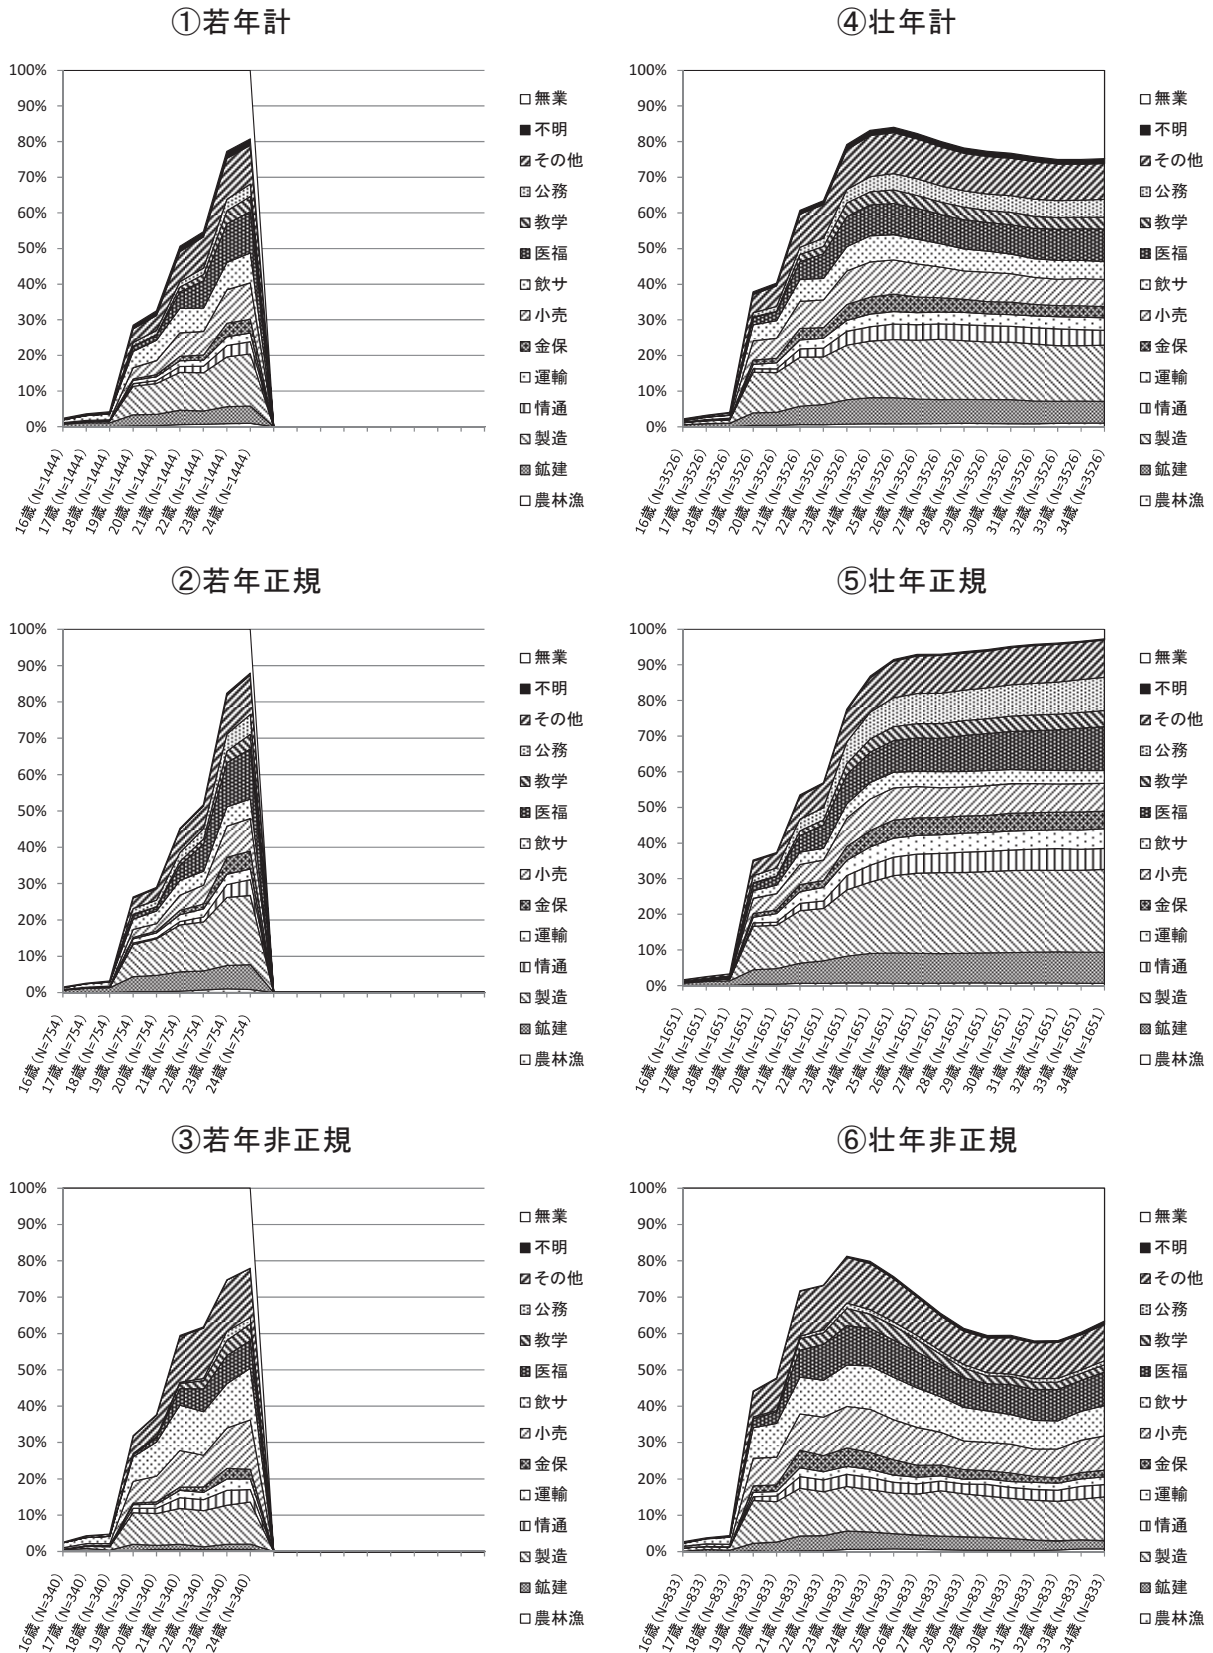 ①若年計
100%
90%
80%
70%
60%
50%
40%
30%
20%
10%
0%
16歳(N=1444)
17歳(N=1444)
18歳(N=1444)
19歳(N=1444)
20歳(N=1444)
21歳(N=1444)
22歳(N=1444)
23歳(N=1444)
24歳(N=1444)
無業
不明
その他
公務
教学
医福
飲サ
小売
金保
運輸
情通
製造
鉱建
農林漁
④壮年計
100%
90%
80%
70%
60%
50%
40%
30%
20%
10%
0%
16歳(N=3526)
17歳(N=3526)
18歳(N=3526)
19歳(N=3526)
20歳(N=3526)
21歳(N=3526)
22歳(N=3526)
23歳(N=3526)
24歳(N=3526)
25歳(N=3526)
26歳(N=3526)
27歳(N=3526)
28歳(N=3526)
29歳(N=3526)
30歳(N=3526)
31歳(N=3526)
32歳(N=3526)
33歳(N=3526)
34歳(N=3526)
無業
不明
その他
公務
教学
医福
飲サ
小売
金保
運輸
情通
製造
鉱建
農林漁
②若年正規
100%
90%
80%
70%
60%
50%
40%
30%
20%
10%
0%
16歳(N=754)
17歳(N=754)
18歳(N=754)
19歳(N=754)
20歳(N=754)
21歳(N=754)
22歳(N=754)
23歳(N=754)
24歳(N=754)
無業
不明
その他
公務
教学
医福
飲サ
小売
金保
運輸
情通
製造
鉱建
農林漁
⑤壮年正規
100%
90%
80%
70%
60%
50%
40%
30%
20%
10%
0%
16歳(N=1651)
17歳(N=1651)
18歳(N=1651)
19歳(N=1651)
20歳(N=1651)
21歳(N=1651)
22歳(N=1651)
23歳(N=1651)
24歳(N=1651)
25歳(N=1651)
26歳(N=1651)
27歳(N=1651)
28歳(N=1651)
29歳(N=1651)
30歳(N=1651)
31歳(N=1651)
32歳(N=1651)
33歳(N=1651)
34歳(N=1651)
無業
不明
その他
公務
教学
医福
飲サ
小売
金保
運輸
情通
製造
鉱建
農林漁
③若年非正規
100%
90%
80%
70%
60%
50%
40%
30%
20%
10%
0%
16歳(N=340)
17歳(N=340)
18歳(N=340)
19歳(N=340)
20歳(N=340)
21歳(N=340)
22歳(N=340)
23歳(N=340)
24歳(N=340)
無業
不明
その他
公務
教学
医福
飲サ
小売
金保
運輸
情通
製造
鉱建
農林漁
⑥壮年非正規
100%
90%
80%
70%
60%
50%
40%
30%
20%
10%
0%
16歳(N=833)
17歳(N=833)
18歳(N=833)
19歳(N=833)
20歳(N=833)
21歳(N=833)
22歳(N=833)
23歳(N=833)
24歳(N=833)
25歳(N=833)
26歳(N=833)
27歳(N=833)
28歳(N=833)
29歳(N=833)
30歳(N=833)
31歳(N=833)
32歳(N=833)
33歳(N=833)
34歳(N=833)
無業
不明
その他
公務
教学
医福
飲サ
小売
金保
運輸
情通
製造
鉱建
農林漁